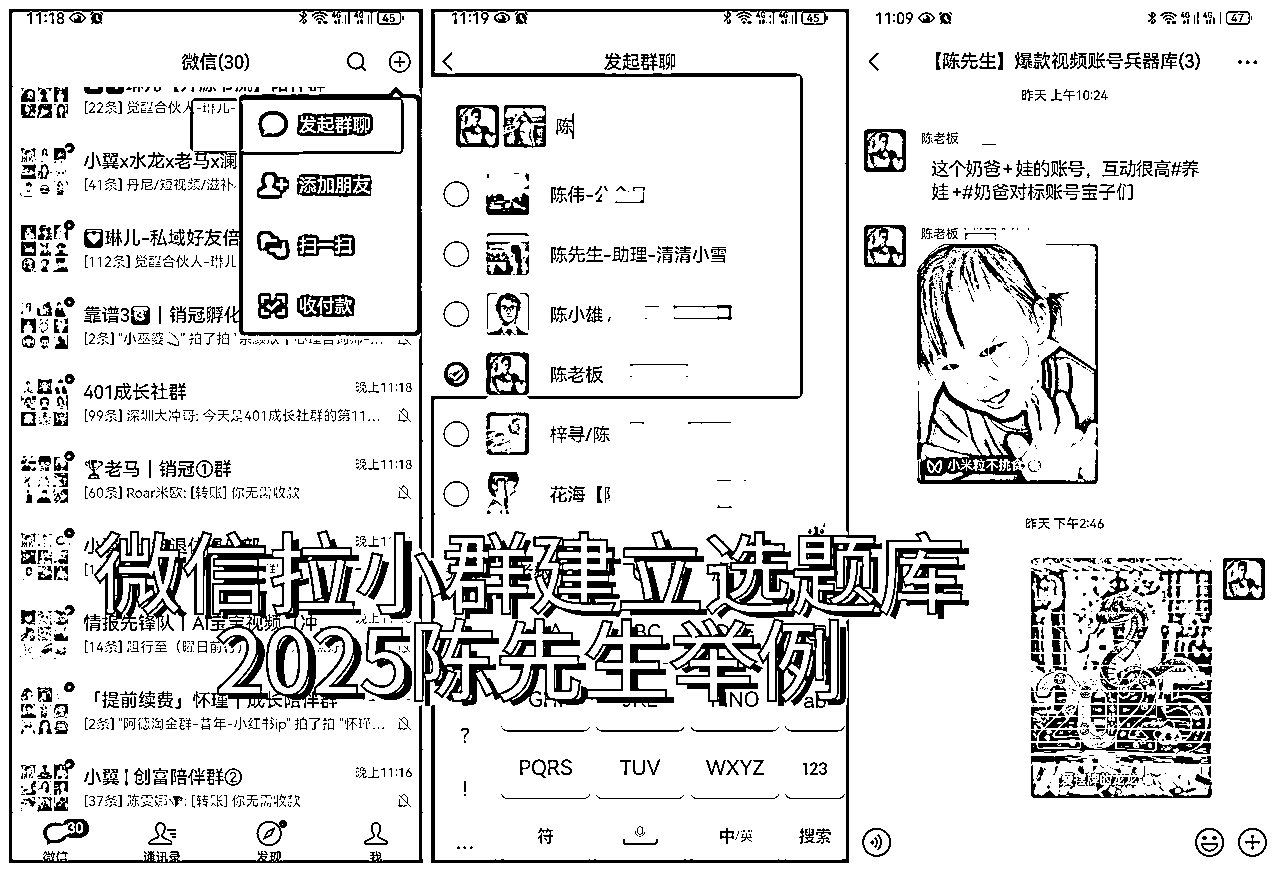 11:18
45
微信(30)
[22条] 觉醒合伙人-琳儿-
发起群聊
小翼x水龙x老马x澜
[41条] 丹尼/短视频/滋补
添加朋友
琳儿-私域好友倍
[112条] 觉醒合伙人-琳儿
扫一扫
靠谱3 | 销冠孵化
收付款
401成长社群
晚上11:18
[99条] 深圳大冲哥: 今天是401成长社群的第11...
老马 | 销冠①群
晚上11:18
[60条] Roar米欧: [转账] 你无需收款
情报先锋队 | AI宝宝视频
[14条] 坦行至
「提前续费」怀瑾 | 成长陪伴群
[2条] "阿德淘金群-昔年-小红书ip" 拍了拍 "怀瑾...
小翼 ¦ 创富陪伴群②
晚上11:16
[37条] 陈雯娜: [转账] 你无需收款
30
微信
通讯录
发现
我
11:19
45
发起群聊
陈
陈伟-
陈先生-助理-清清小雪
陈小雄
陈老板
梓寻/陈
花海
PQRS
TUV
WXYZ
123
?
!
...
符
中/英
搜索
11:09
47
【陈先生】爆款视频账号兵器库(3)
昨天 上午10:24
陈老板
这个奶爸+娃的账号，互动很高#养
娃+#奶爸对标账号宝子们
陈老板
小米粒不挑食
昨天 下午2:46
微信拉小群建立选题库
2025陈先生举例